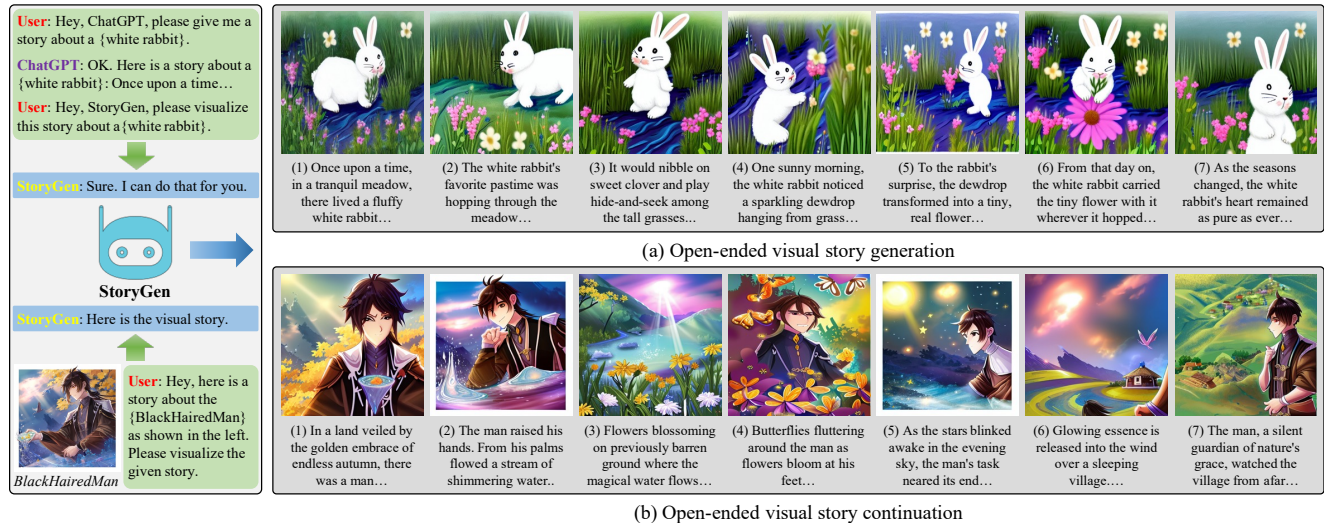 User: Hey, ChatGPT, please give me a
story about a {white rabbit}.
ChatGPT: OK. Here is a story about a
{white rabbit}: Once upon a time…
User: Hey, StoryGen, please visualize
this story about a{white rabbit}.
StoryGen: Sure. I can do that for you.
StoryGen
StoryGen: Here is the visual story.
BlackHairedMan
User: Hey, here is a
story about the
{BlackHairedMan}
as shown in the left.
Please visualize the
given story.
(1) Once upon a time,
in a tranquil meadow,
there lived a fluffy
white rabbit…
(2) The white rabbit's
favorite pastime was
hopping through the
meadow…
(3) It would nibble on
sweet clover and play
hide-and-seek among
the tall grasses...
(4) One sunny morning,
the white rabbit noticed
a sparkling dewdrop
hanging from grass…
(5) To the rabbit's
surprise, the dewdrop
transformed into a tiny,
real flower…
(6) From that day on,
the white rabbit carried
the tiny flower with it
wherever it hopped…
(7) As the seasons
changed, the white
rabbit's heart remained
as pure as ever…
(a) Open-ended visual story generation
(1) In a land veiled by
the golden embrace of
endless autumn, there
was a man…
(2) The man raised his
hands. From his palms
flowed a stream of
shimmering water..
(3) Flowers blossoming
on previously barren
ground where the
magical water flows…
(4) Butterflies fluttering
around the man as
flowers bloom at his
feet…
(5) As the stars blinked
awake in the evening
sky, the man's task
neared its end…
(6) Glowing essence is
released into the wind
over a sleeping
village.…
(7) The man, a silent
guardian of nature's
grace, watched the
village from afar…
(b) Open-ended visual story continuation